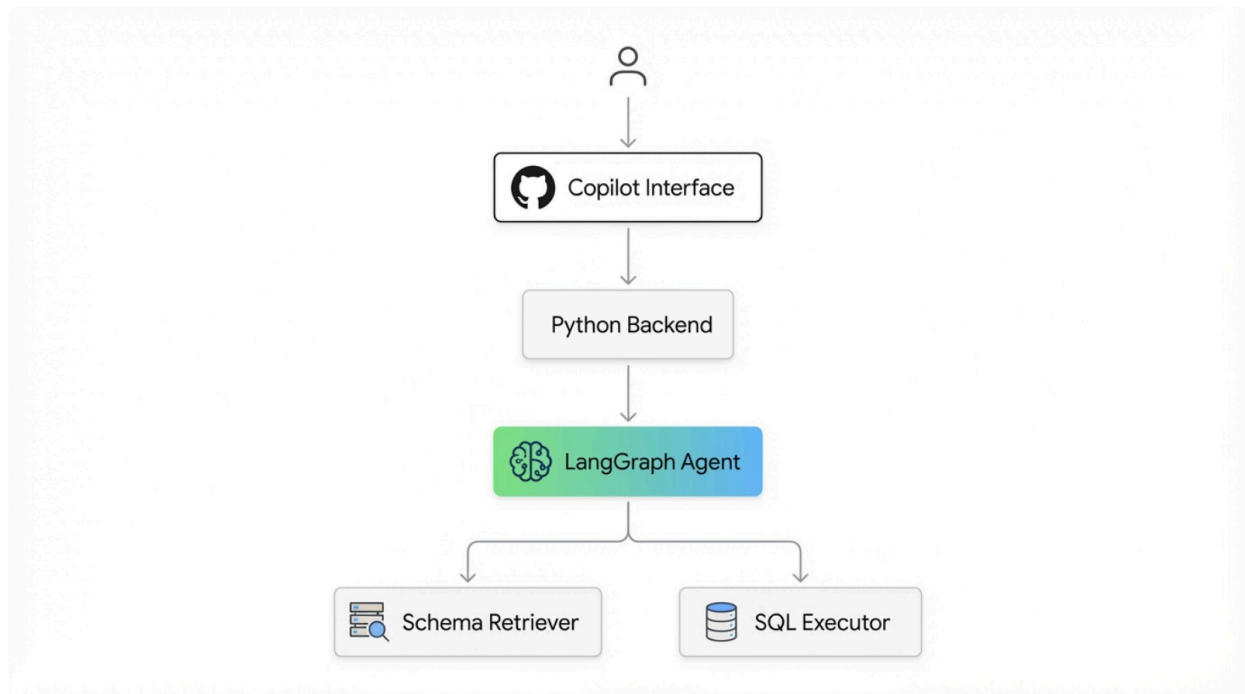 Copilot Interface
Python Backend
LangGraph Agent
Schema Retriever
SQL Executor